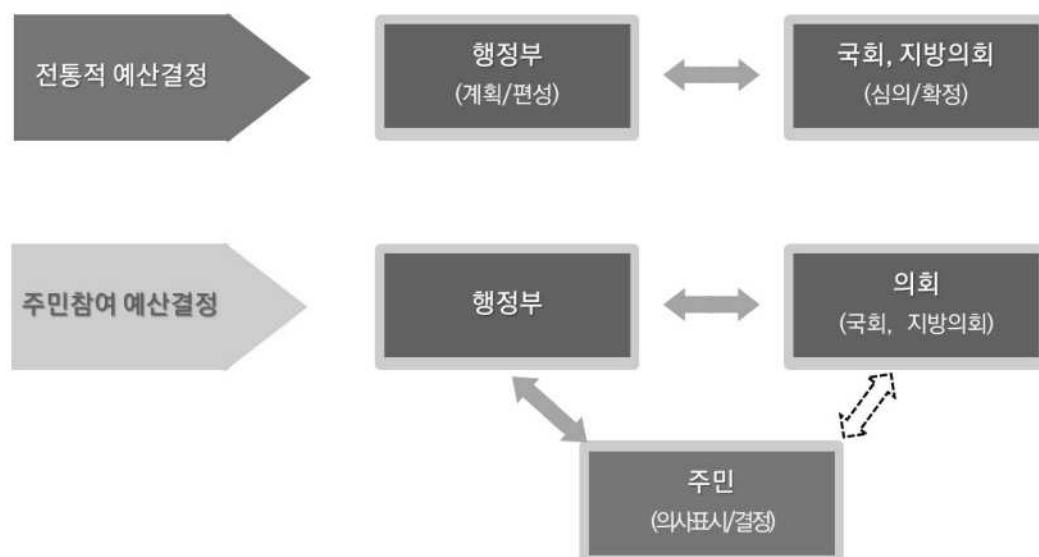 전통적 예산결정
행정부
(계획/편성)
국회, 지방의회
(심의/확정)
주민참여 예산결정
행정부
의회
(국회, 지방의회)
주민
(의사표시/결정)